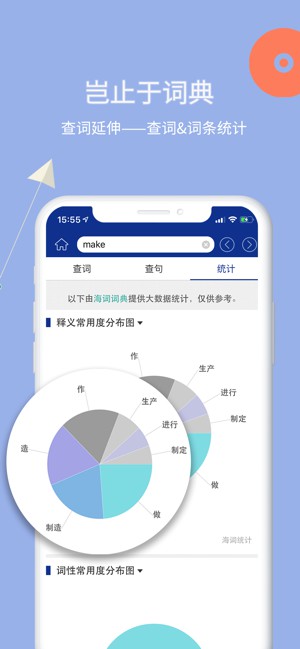 岂止于词典
查词延伸——查词&词条统计
15:55
make
查词 查句 统计
以下由海词词典提供大数据统计，仅供参考。
释义常用度分布图
作
生产
进行
制定
做
作
生产
进行
制定
做
制造
造
海词统计
词性常用度分布图